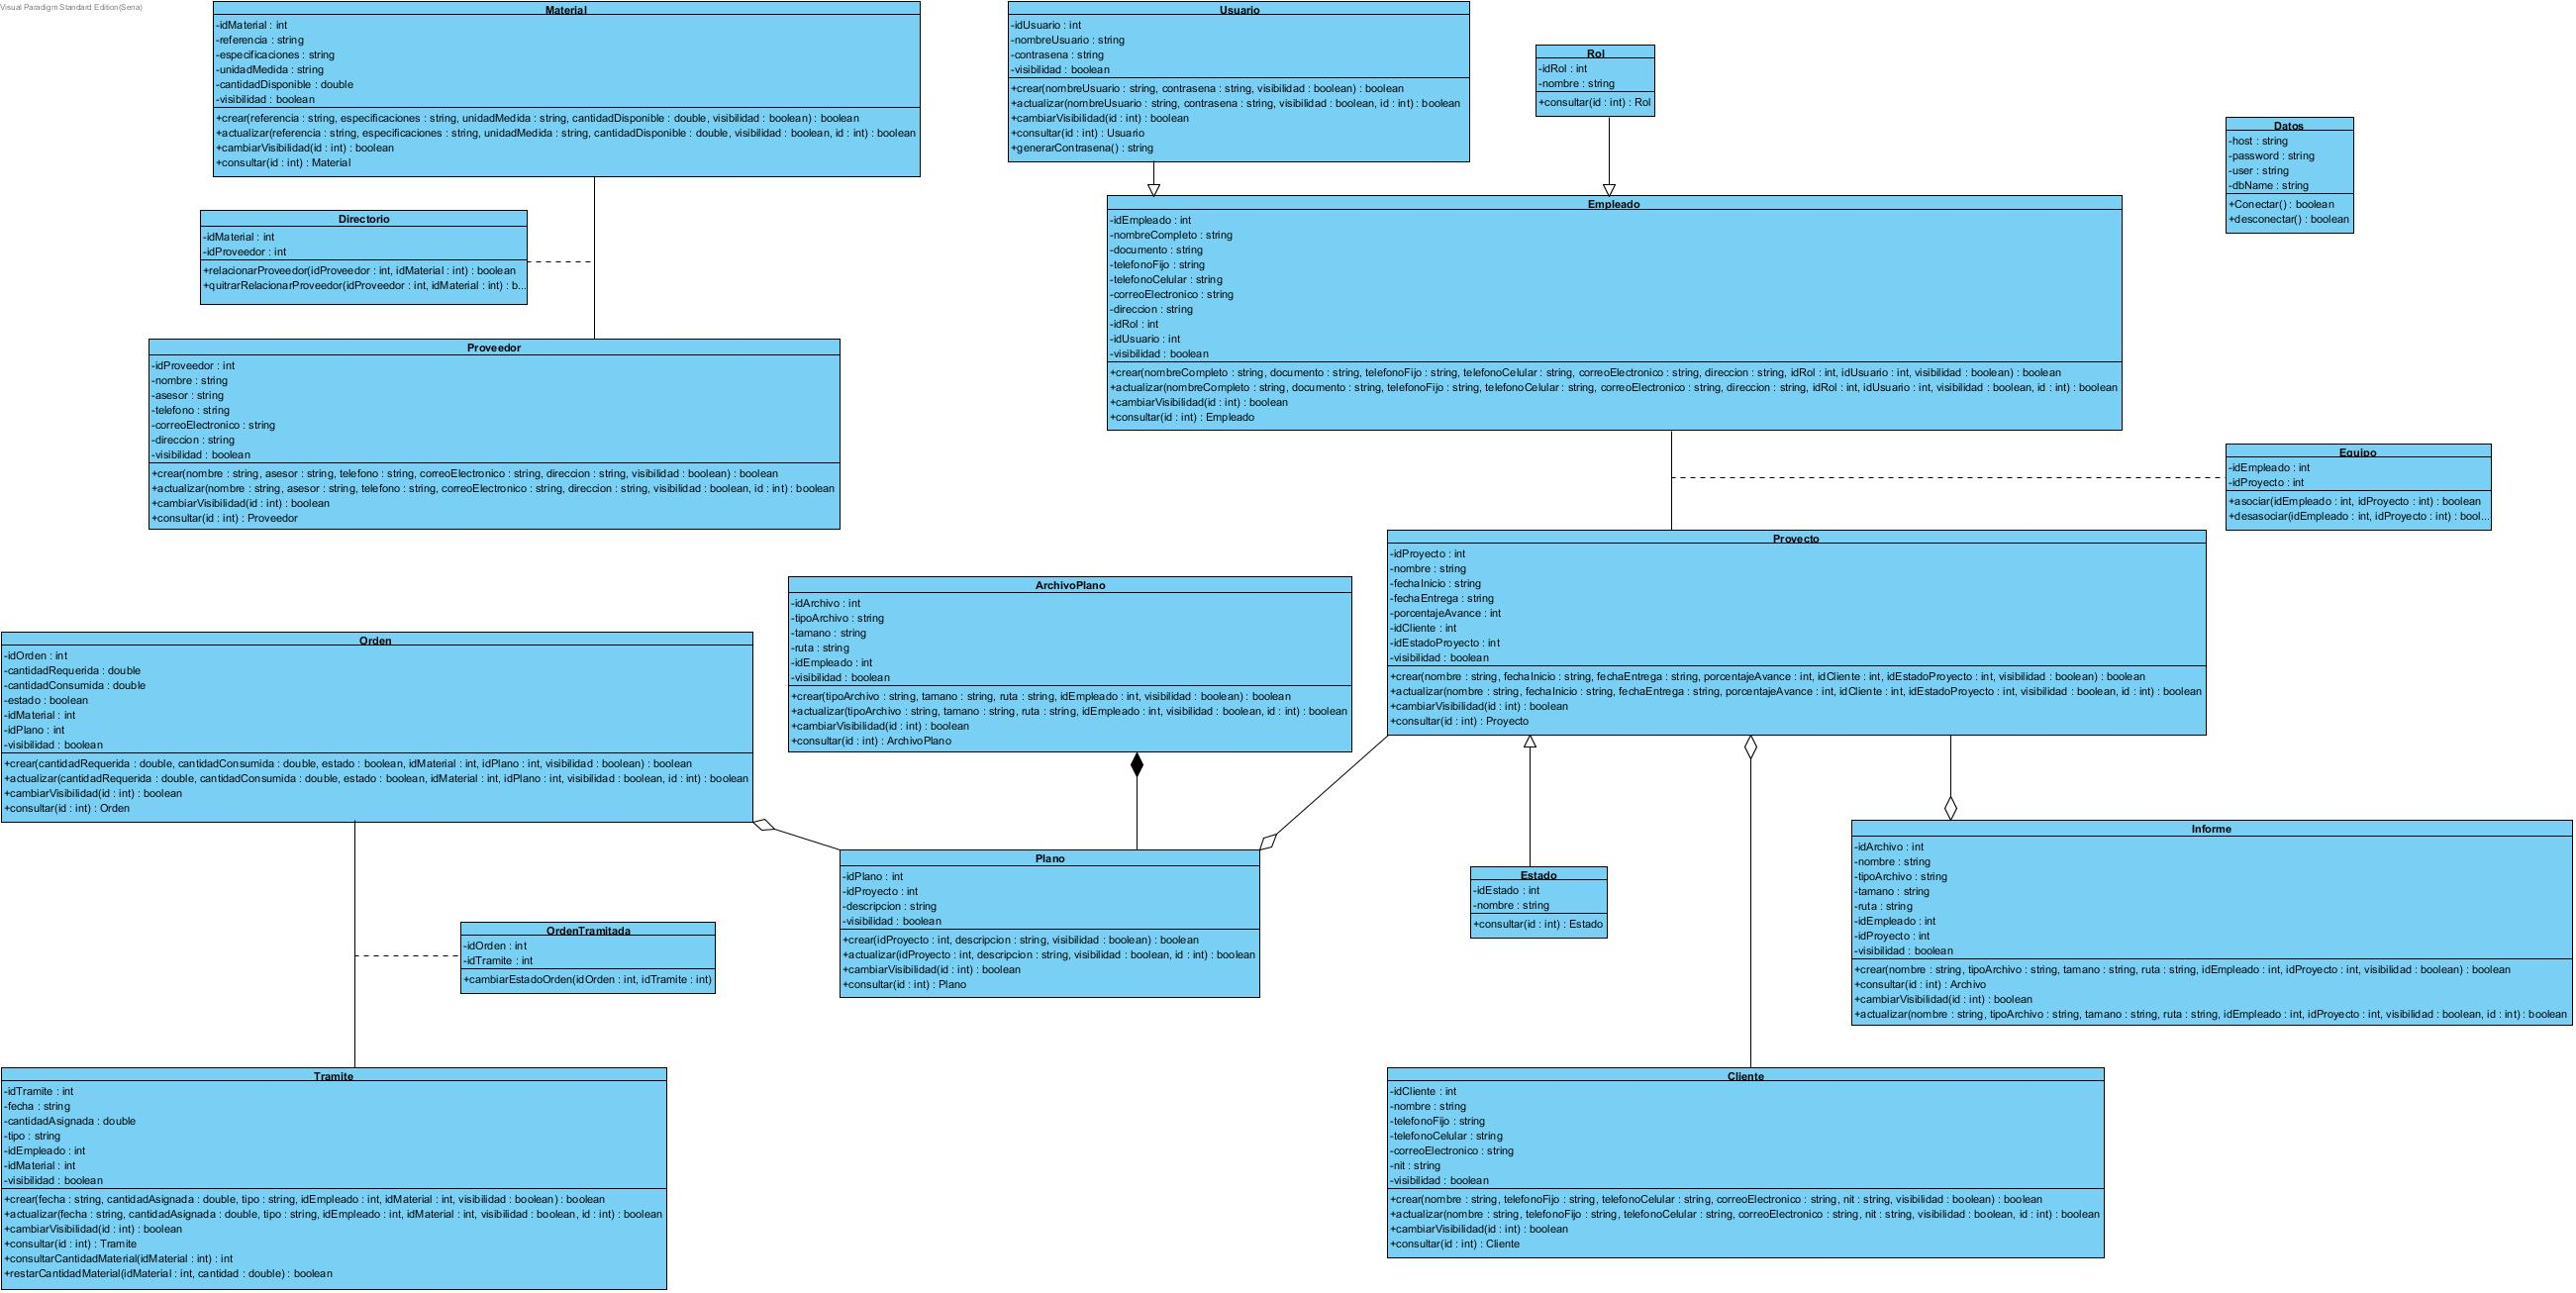 Visual Paradigm Standard Edition(Sena)
Material
-idMaterial : int
-referencia : string
-especificaciones : string
-unidadMedida : string
-cantidadDisponible : double
-visibilidad : boolean
+crear(referencia : string, especificaciones : string, unidadMedida : string, cantidadDisponible : double, visibilidad : boolean) : boolean
+actualizar(referencia : string, especificaciones : string, unidadMedida : string, cantidadDisponible : double, visibilidad : boolean, id : int) : boolean
+cambiarVisibilidad(id : int) : boolean
+consultar(id : int) : Material
Usuario
-idUsuario : int
-nombreUsuario : string
-contrasena : string
-visibilidad : boolean
+crear(nombreUsuario : string, contrasena : string, visibilidad : boolean) : boolean
+actualizar(nombreUsuario : string, contrasena : string, visibilidad : boolean, id : int) : boolean
+cambiarVisibilidad(id : int) : boolean
+consultar(id : int) : Usuario
+generarContrasena() : string
Rol
-idRol : int
-nombre : string
+consultar(id : int) : Rol
Datos
-host : string
-password : string
-user : string
-dbName : string
+Conectar() : boolean
+desconectar() : boolean
Directorio
-idMaterial : int
-idProveedor : int
+relacionarProveedor(idProveedor : int, idMaterial : int) : boolean
+quitrarRelacionarProveedor(idProveedor : int, idMaterial : int) : b...
Empleado
-idEmpleado : int
-nombreCompleto : string
-documento : string
-telefonoFijo : string
-telefonoCelular : string
-correoElectronico : string
-direccion : string
-idRol : int
-idUsuario : int
-visibilidad : boolean
+crear(nombreCompleto : string, documento : string, telefonoFijo : string, telefonoCelular : string, correoElectronico : string, direccion : string, idRol : int, idUsuario : int, visibilidad : boolean) : boolean
+actualizar(nombreCompleto : string, documento : string, telefonoFijo : string, telefonoCelular : string, correoElectronico : string, direccion : string, idRol : int, idUsuario : int, visibilidad : boolean, id : int) : boolean
+cambiarVisibilidad(id : int) : boolean
+consultar(id : int) : Empleado
Proveedor
-idProveedor : int
-nombre : string
-asesor : string
-telefono : string
-correoElectronico : string
-direccion : string
-visibilidad : boolean
+crear(nombre : string, asesor : string, telefono : string, correoElectronico : string, direccion : string, visibilidad : boolean) : boolean
+actualizar(nombre : string, asesor : string, telefono : string, correoElectronico : string, direccion : string, visibilidad : boolean, id : int) : boolean
+cambiarVisibilidad(id : int) : boolean
+consultar(id : int) : Proveedor
Equipo
-idEmpleado : int
-idProyecto : int
+asociar(idEmpleado : int, idProyecto : int) : boolean
+desasociar(idEmpleado : int, idProyecto : int) : bool...
Proyecto
-idProyecto : int
-nombre : string
-fechaInicio : string
-fechaEntrega : string
-porcentajeAvance : int
-idCliente : int
-idEstadoProyecto : int
-visibilidad : boolean
+crear(nombre : string, fechaInicio : string, fechaEntrega : string, porcentajeAvance : int, idCliente : int, idEstadoProyecto : int, visibilidad : boolean) : boolean
+actualizar(nombre : string, fechaInicio : string, fechaEntrega : string, porcentajeAvance : int, idCliente : int, idEstadoProyecto : int, visibilidad : boolean, id : int) : boolean
+cambiarVisibilidad(id : int) : boolean
+consultar(id : int) : Proyecto
ArchivoPlano
-idArchivo : int
-tipoArchivo : string
-tamano : string
-ruta : string
-idEmpleado : int
-visibilidad : boolean
+crear(tipoArchivo : string, tamano : string, ruta : string, idEmpleado : int, visibilidad : boolean) : boolean
+actualizar(tipoArchivo : string, tamano : string, ruta : string, idEmpleado : int, visibilidad : boolean, id : int) : boolean
+cambiarVisibilidad(id : int) : boolean
+consultar(id : int) : ArchivoPlano
Orden
-idOrden : int
-cantidadRequerida : double
-cantidadConsumida : double
-estado : boolean
-idMaterial : int
-idPlano : int
-visibilidad : boolean
+crear(cantidadRequerida : double, cantidadConsumida : double, estado : boolean, idMaterial : int, idPlano : int, visibilidad : boolean) : boolean
+actualizar(cantidadRequerida : double, cantidadConsumida : double, estado : boolean, idMaterial : int, idPlano : int, visibilidad : boolean, id : int) : boolean
+cambiarVisibilidad(id : int) : boolean
+consultar(id : int) : Orden
Plano
-idPlano : int
-idProyecto : int
-descripcion : string
-visibilidad : boolean
+crear(idProyecto : int, descripcion : string, visibilidad : boolean) : boolean
+actualizar(idProyecto : int, descripcion : string, visibilidad : boolean, id : int) : boolean
+cambiarVisibilidad(id : int) : boolean
+consultar(id : int) : Plano
Estado
-idEstado : int
-nombre : string
+consultar(id : int) : Estado
Informe
-idArchivo : int
-nombre : string
-tipoArchivo : string
-tamano : string
-ruta : string
-idEmpleado : int
-idProyecto : int
-visibilidad : boolean
+crear(nombre : string, tipoArchivo : string, tamano : string, ruta : string, idEmpleado : int, idProyecto : int, visibilidad : boolean) : boolean
+consultar(id : int) : Archivo
+cambiarVisibilidad(id : int) : boolean
+actualizar(nombre : string, tipoArchivo : string, tamano : string, ruta : string, idEmpleado : int, idProyecto : int, visibilidad : boolean, id : int) : boolean
OrdenTramitada
-idOrden : int
-idTramite : int
+cambiarEstadoOrden(idOrden : int, idTramite : int)
Tramite
-idTramite : int
-fecha : string
-cantidadAsignada : double
-tipo : string
-idEmpleado : int
-idMaterial : int
-visibilidad : boolean
+crear(fecha : string, cantidadAsignada : double, tipo : string, idEmpleado : int, idMaterial : int, visibilidad : boolean) : boolean
+actualizar(fecha : string, cantidadAsignada : double, tipo : string, idEmpleado : int, idMaterial : int, visibilidad : boolean, id : int) : boolean
+cambiarVisibilidad(id : int) : boolean
+consultar(id : int) : Tramite
+consultarCantidadMaterial(idMaterial : int) : int
+restarCantidadMaterial(idMaterial : int, cantidad : double) : boolean
Cliente
-idCliente : int
-nombre : string
-telefonoFijo : string
-telefonoCelular : string
-correoElectronico : string
-nit : string
-visibilidad : boolean
+crear(nombre : string, telefonoFijo : string, telefonoCelular : string, correoElectronico : string, nit : string, visibilidad : boolean) : boolean
+actualizar(nombre : string, telefonoFijo : string, telefonoCelular : string, correoElectronico : string, nit : string, visibilidad : boolean, id : int) : boolean
+cambiarVisibilidad(id : int) : boolean
+consultar(id : int) : Cliente